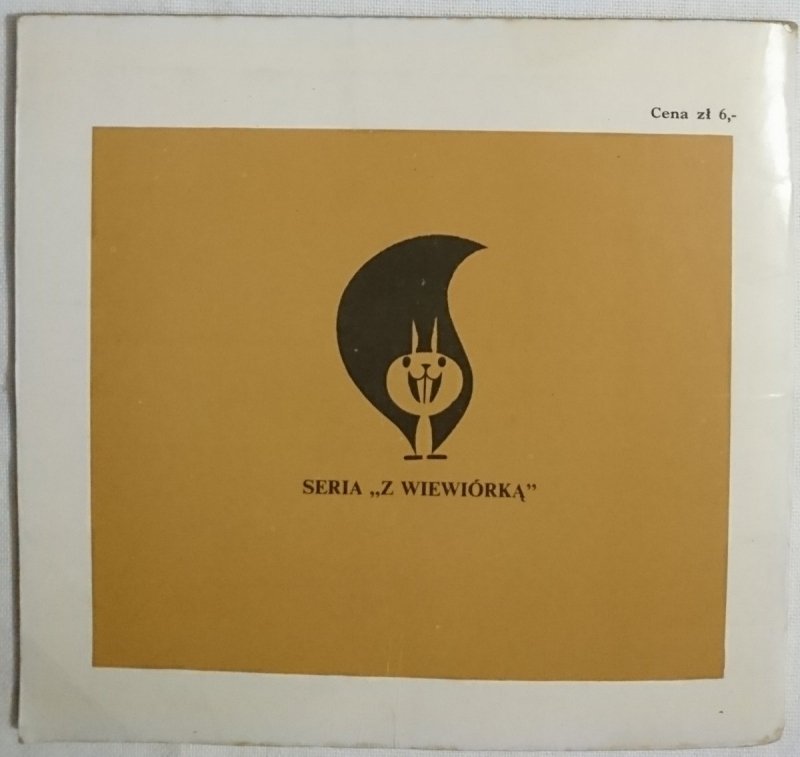 Cena zł 6,-
SERIA „Z WIEWIÓRKĄ”